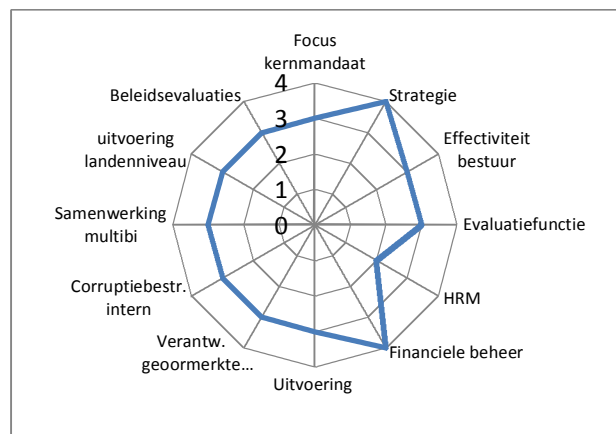 Focus
kernmandaat
Strategie
Effectiviteit
bestuur
Evaluatiefunctie
HRM
Financiele beheer
Uitvoering
Verantw.
geoormerkte...
Corruptiebestr.
intern
Samenwerking
multibi
uitvoering
landenniveau
Beleidsevaluaties
4
3
2
1
0